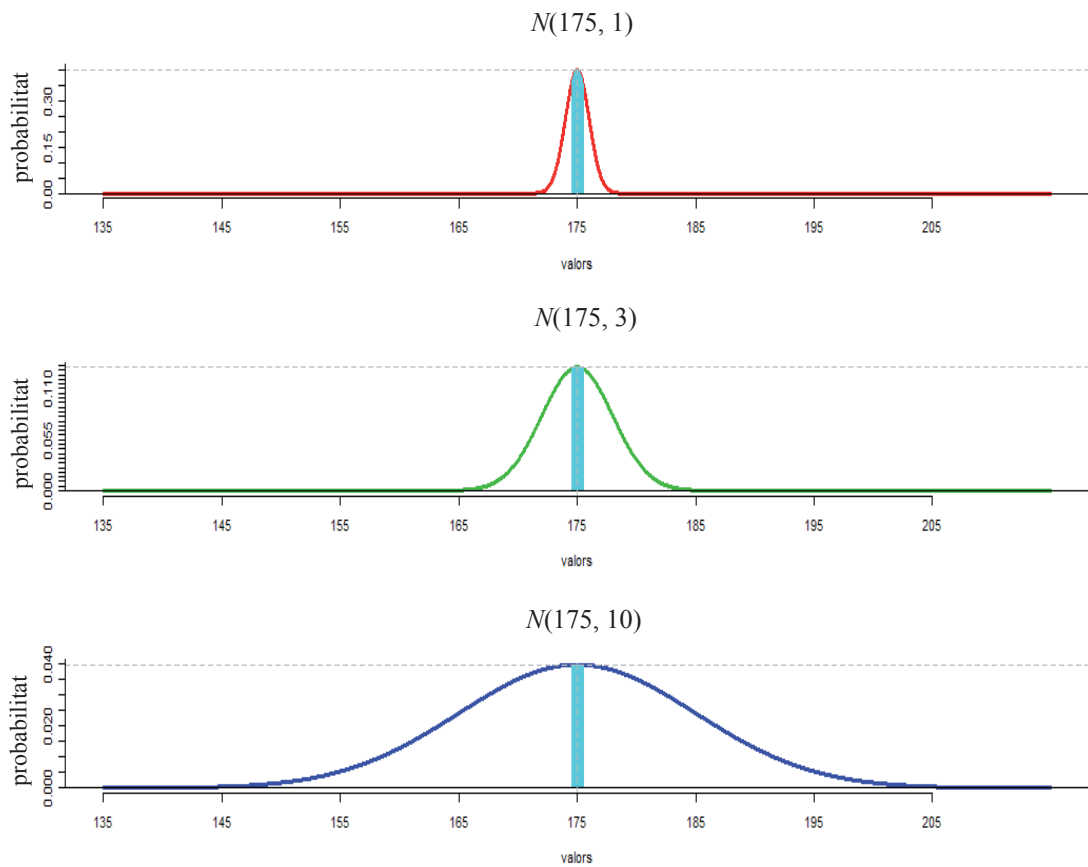 N(175, 1)
probabilitat
0.30
0.15
0.00
135 145 155 165 175 185 195 205
valors
N(175, 3)
probabilitat
0.110
0.055
0.000
135 145 155 165 175 185 195 205
valors
N(175, 10)
probabilitat
0.040
0.020
0.000
135 145 155 165 175 185 195 205
valors